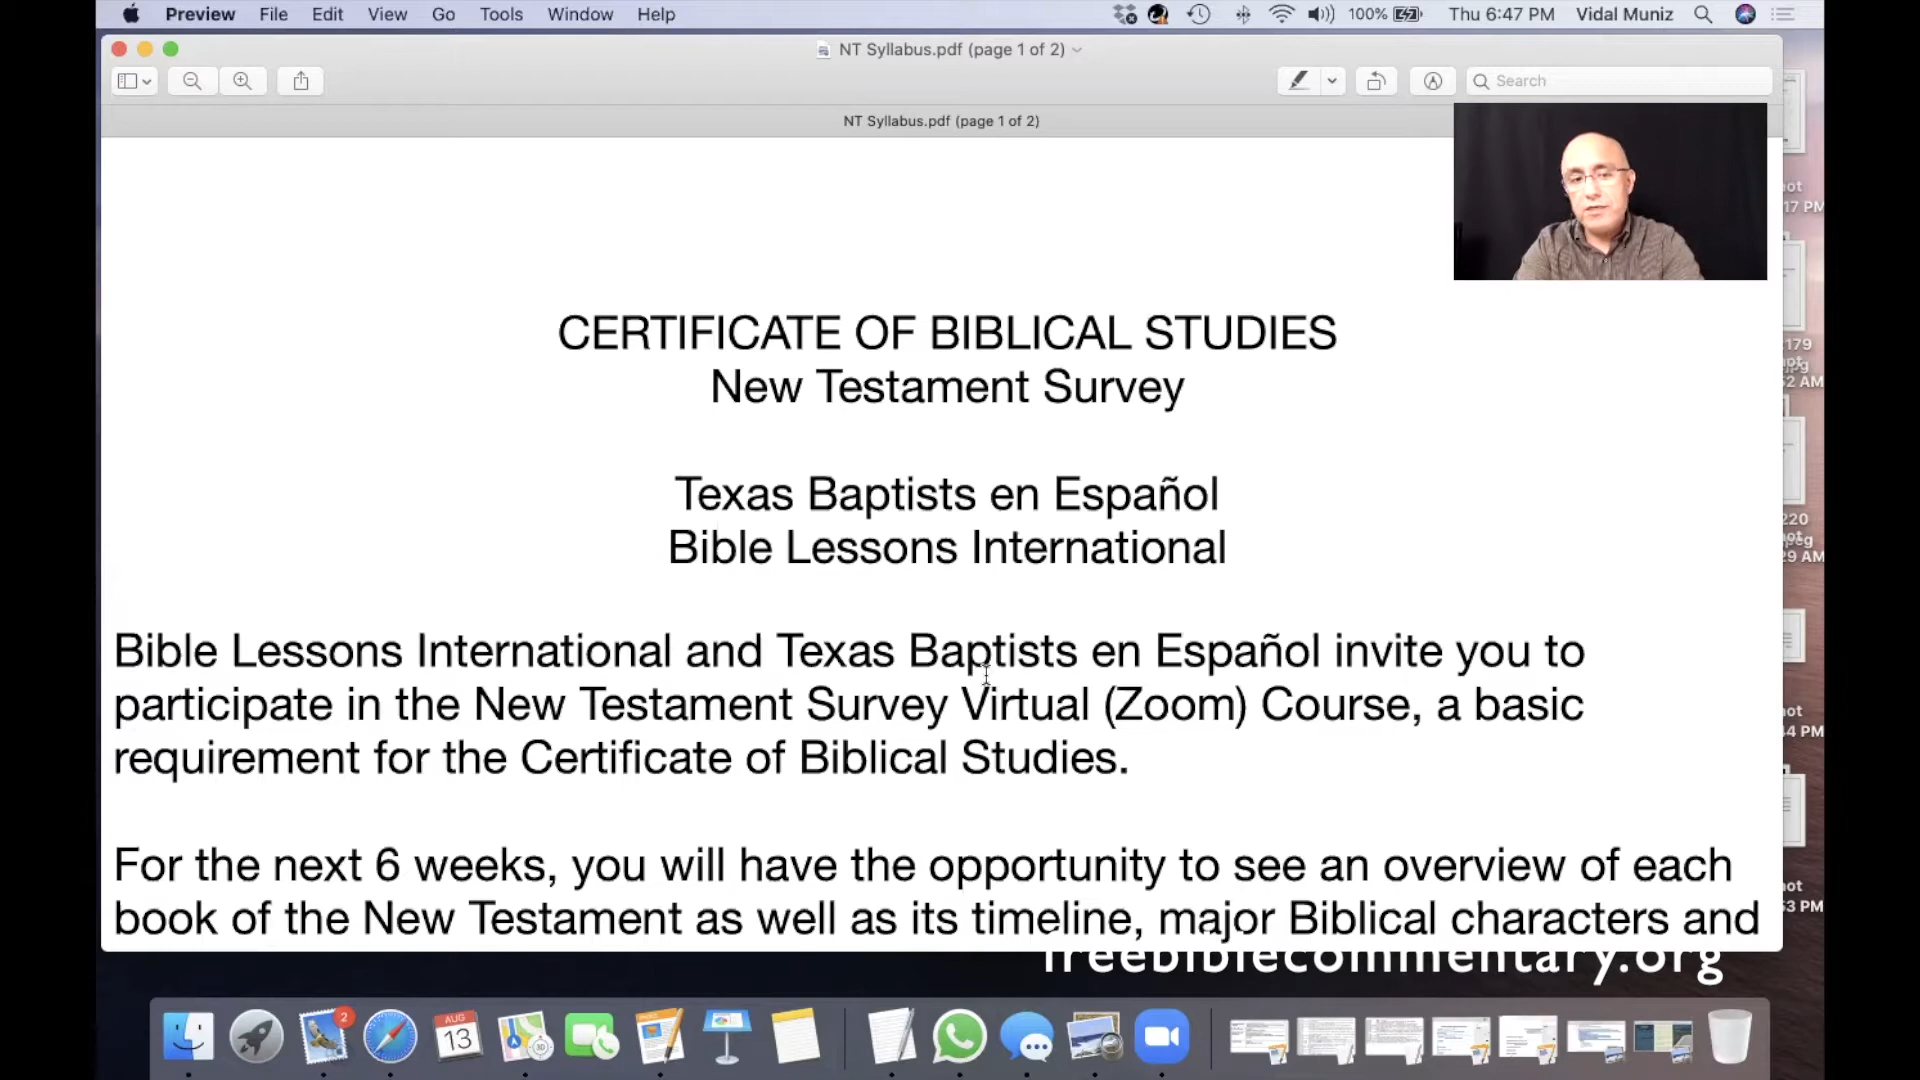 Preview File Edit View Go Tools Window Help 100% Thu 6:47 PM Vidal Muniz
NT Syllabus.pdf (page 1 of 2)
Search
NT Syllabus.pdf (page 1 of 2)
CERTIFICATE OF BIBLICAL STUDIES
New Testament Survey
Texas Baptists en Español
Bible Lessons International
Bible Lessons International and Texas Baptists en Español invite you to
participate in the New Testament Survey Virtual (Zoom) Course, a basic
requirement for the Certificate of Biblical Studies.
For the next 6 weeks, you will have the opportunity to see an overview of each
book of the New Testament as well as its timeline, major Biblical characters and
freebiblecommentary.org
2
AUG
13
3D